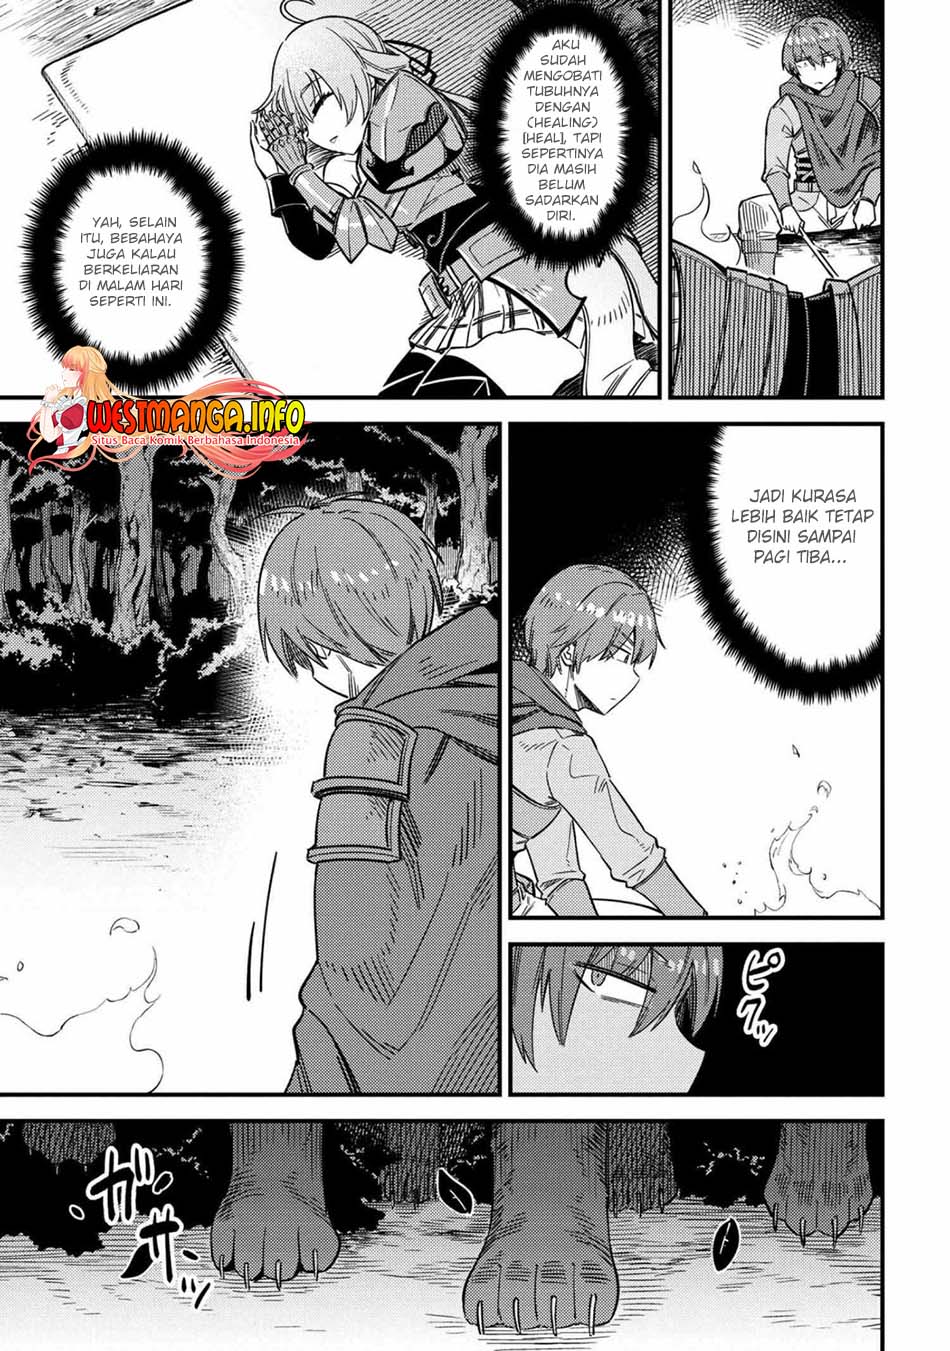 AKU
SUDAH
MENGOBATI
TUBUHNYA
DENGAN
(HEALING)
[HEAL], TAPI
SEPERTINYA
DIA MASIH
BELUM
SADARKAN
DIRI.
YAH, SELAIN
ITU, BEBAHAYA
JUGA KALAU
BERKELIARAN
DI MALAM HARI
SEPERTI INI.
WESTMANGA.INFO
Situs Baca Komik Berbahasa Indonesia
JADI KURASA
LEBIH BAIK TETAP
DISINI SAMPAI
PAGI TIBA...
ピクッ
ガサッ